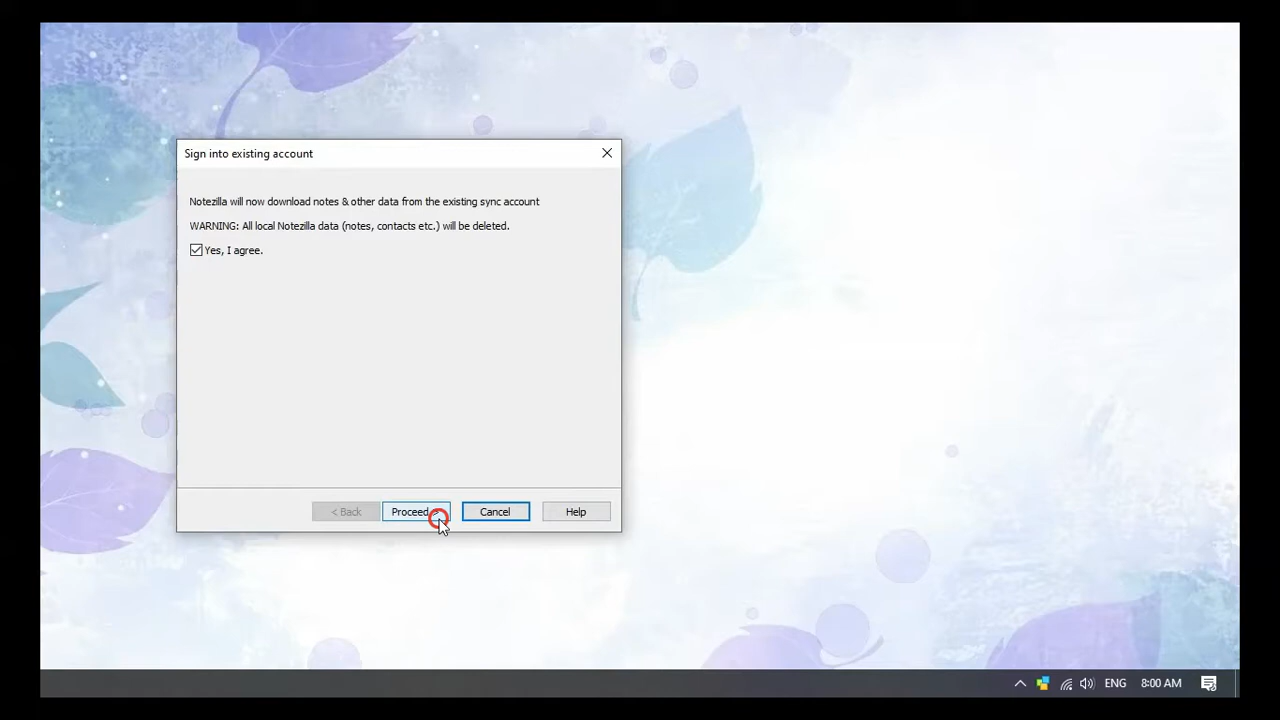 Sign into existing account
Notezilla will now download notes & other data from the existing sync account
WARNING: All local Notezilla data (notes, contacts etc.) will be deleted.
Yes, I agree.
< Back
Proceed >
Cancel
Help
ENG
8:00 AM